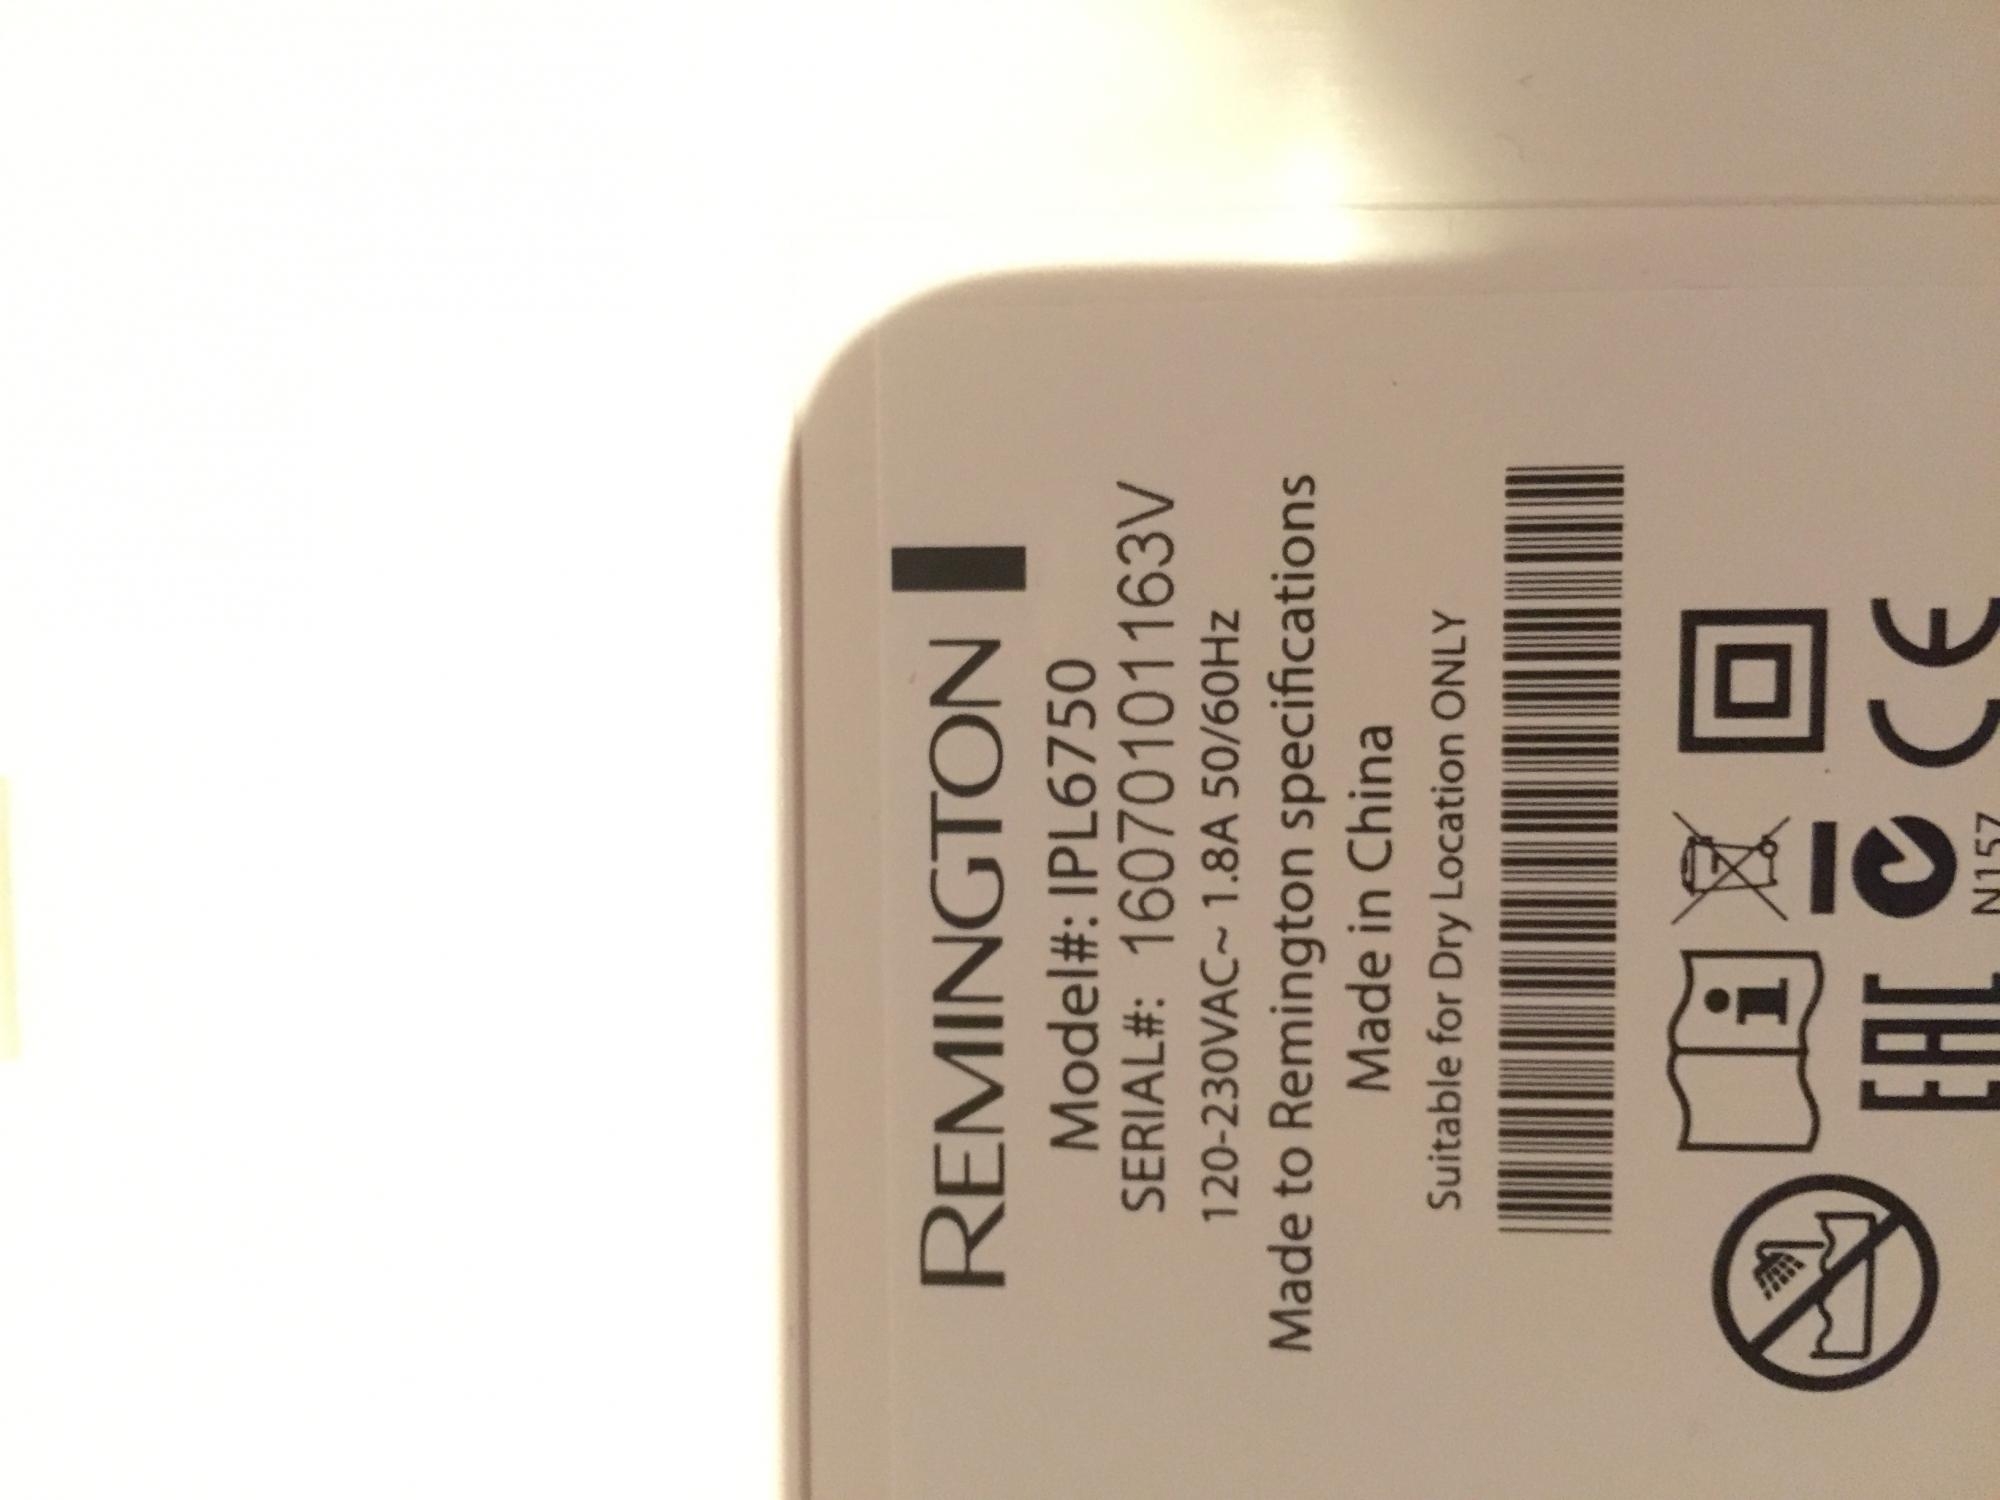 REMINGTON
Model#: IPL6750
SERIAL#: 16070101163V
120-230VAC~ 1.8A 50/60Hz
Made to Remington specifications
Made in China
Suitable for Dry Location ONLY
i
EAC
CE
N157